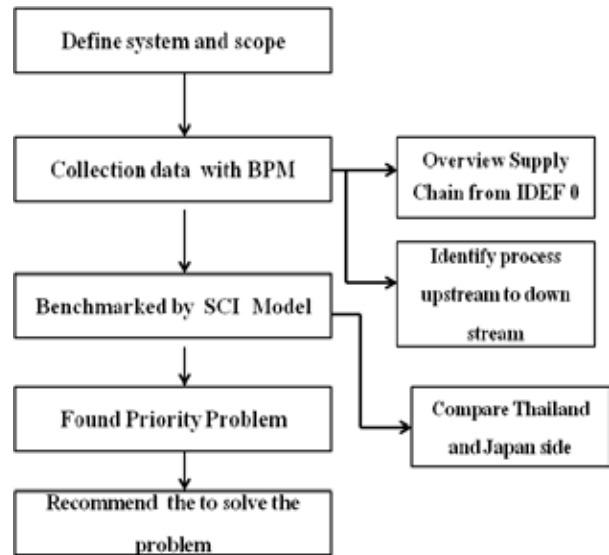 Define system and scope
Collection data with BPM
Overview Supply
Chain from IDEF 0
Identify process
upstream to down
stream
Benchmarked by SCI Model
Found Priority Problem
Compare Thailand
and Japan side
Recommend the to solve the
problem